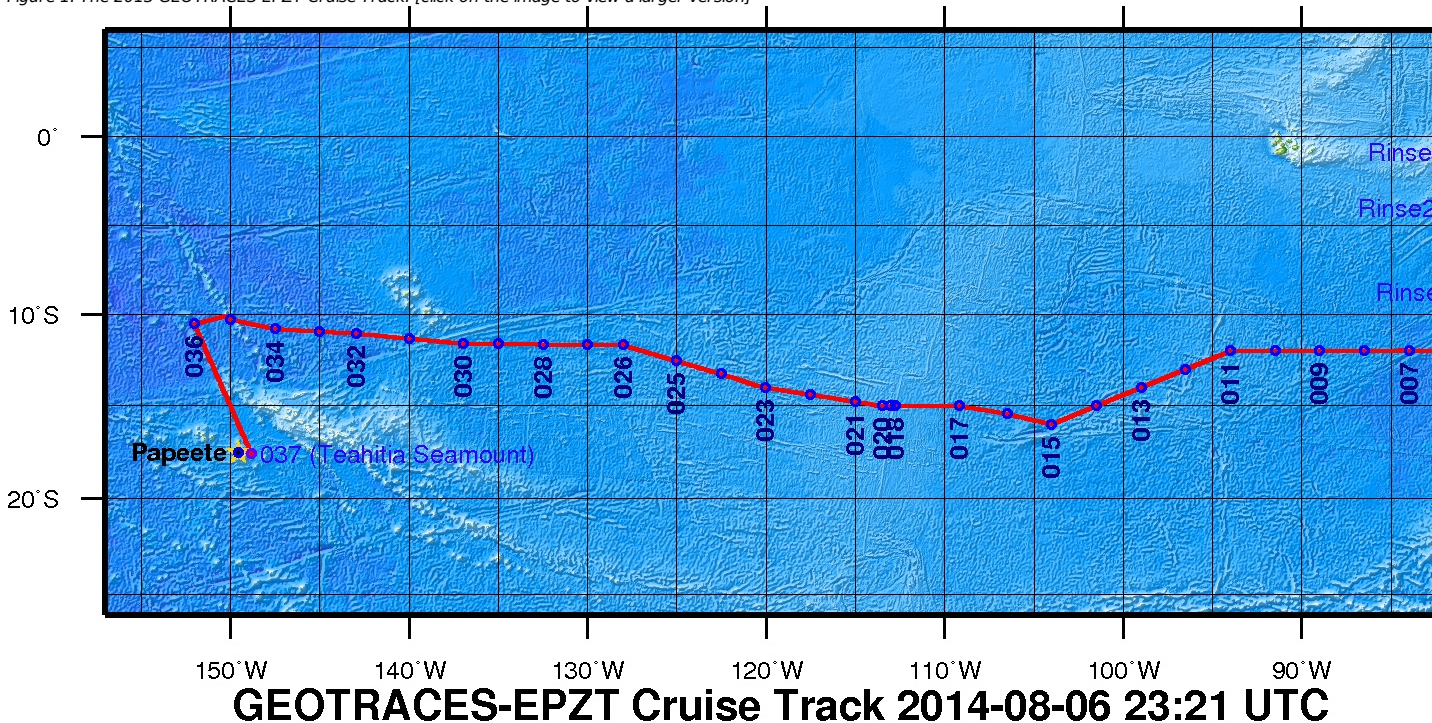 Figure 1. The 2013 GEOTRACES EPZT Cruise Track. [click on the image to view a larger version]
0°
Rinse
Rinse2
Rinse
10°S
036
034
032
030
028
026
025
023
021
020
018
017
015
013
011
009
007
Papeete
037 (Teahitia Seamount)
20°S
150°W 140°W 130°W 120°W 110°W 100°W 90°W
GEOTRACES-EPZT Cruise Track 2014-08-06 23:21 UTC